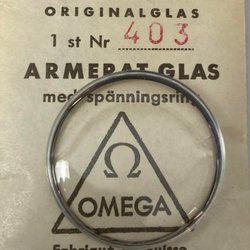 ORIGINALGLAS
1 st Nr 403
ARMERAT GLAS
med spänningsring
Ω
OMEGA